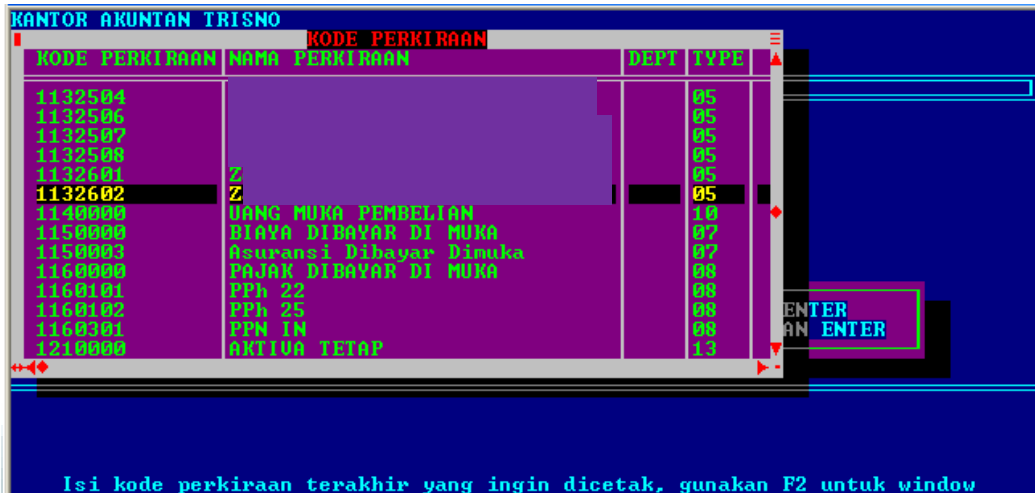 KANTOR AKUNTAN TRISNO
KODE PERKIRAAN
KODE PERKIRAAN NAMA PERKIRAAN DEPT TYPE
1132504 05
1132506 05
1132507 05
1132508 05
1132601 Z 05
1132602 Z 05
1140000 UANG MUKA PEMBELIAN 10
1150000 BIAYA DIBAYAR DI MUKA 07
1150003 Asuransi Dibayar Dimuka 07
1160000 PAJAK DIBAYAR DI MUKA 08
1160101 PPh 22 08
1160102 PPh 25 08
ENTER
1160301 PPN IN 08
AN ENTER
1210000 AKTIVA TETAP 13
Isi kode perkiraan terakhir yang ingin dicetak, gunakan F2 untuk window